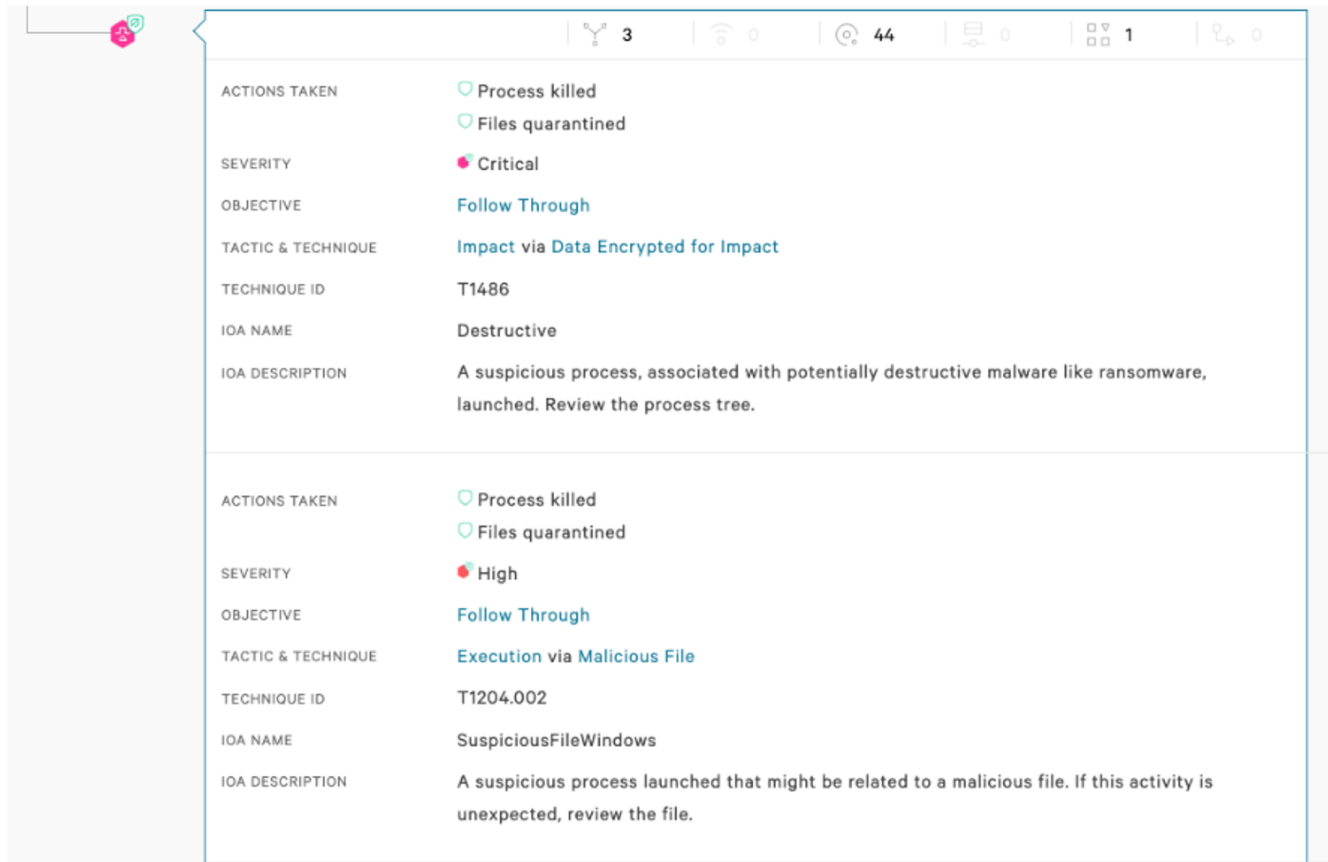 3 0 44 0 1 0
ACTIONS TAKEN Process killed
Files quarantined
SEVERITY Critical
OBJECTIVE Follow Through
TACTIC & TECHNIQUE Impact via Data Encrypted for Impact
TECHNIQUE ID T1486
IOA NAME Destructive
IOA DESCRIPTION A suspicious process, associated with potentially destructive malware like ransomware,
launched. Review the process tree.
ACTIONS TAKEN Process killed
Files quarantined
SEVERITY High
OBJECTIVE Follow Through
TACTIC & TECHNIQUE Execution via Malicious File
TECHNIQUE ID T1204.002
IOA NAME SuspiciousFileWindows
IOA DESCRIPTION A suspicious process launched that might be related to a malicious file. If this activity is
unexpected, review the file.